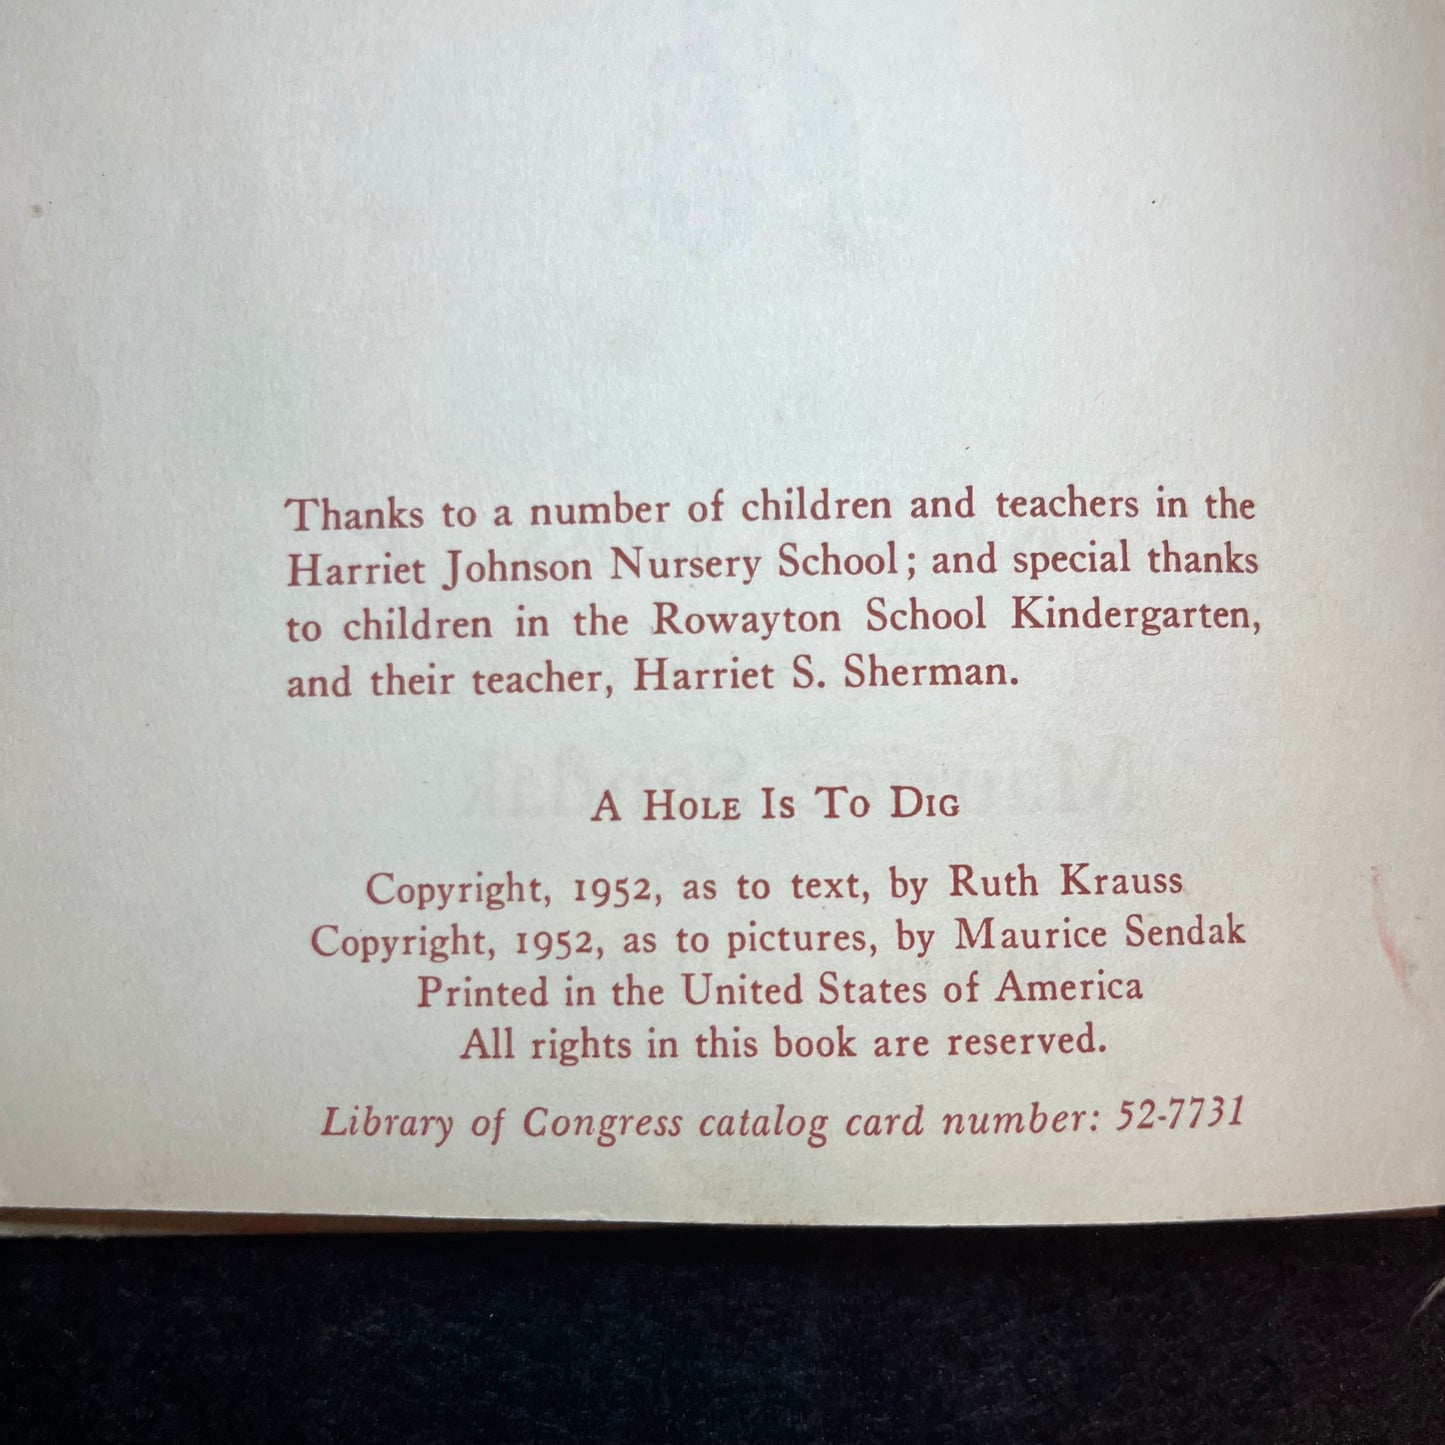 Thanks to a number of children and teachers in the
Harriet Johnson Nursery School; and special thanks
to children in the Rowayton School Kindergarten,
and their teacher, Harriet S. Sherman.
A Hole Is To Dig
Copyright, 1952, as to text, by Ruth Krauss
Copyright, 1952, as to pictures, by Maurice Sendak
Printed in the United States of America
All rights in this book are reserved.
Library of Congress catalog card number: 52-7731